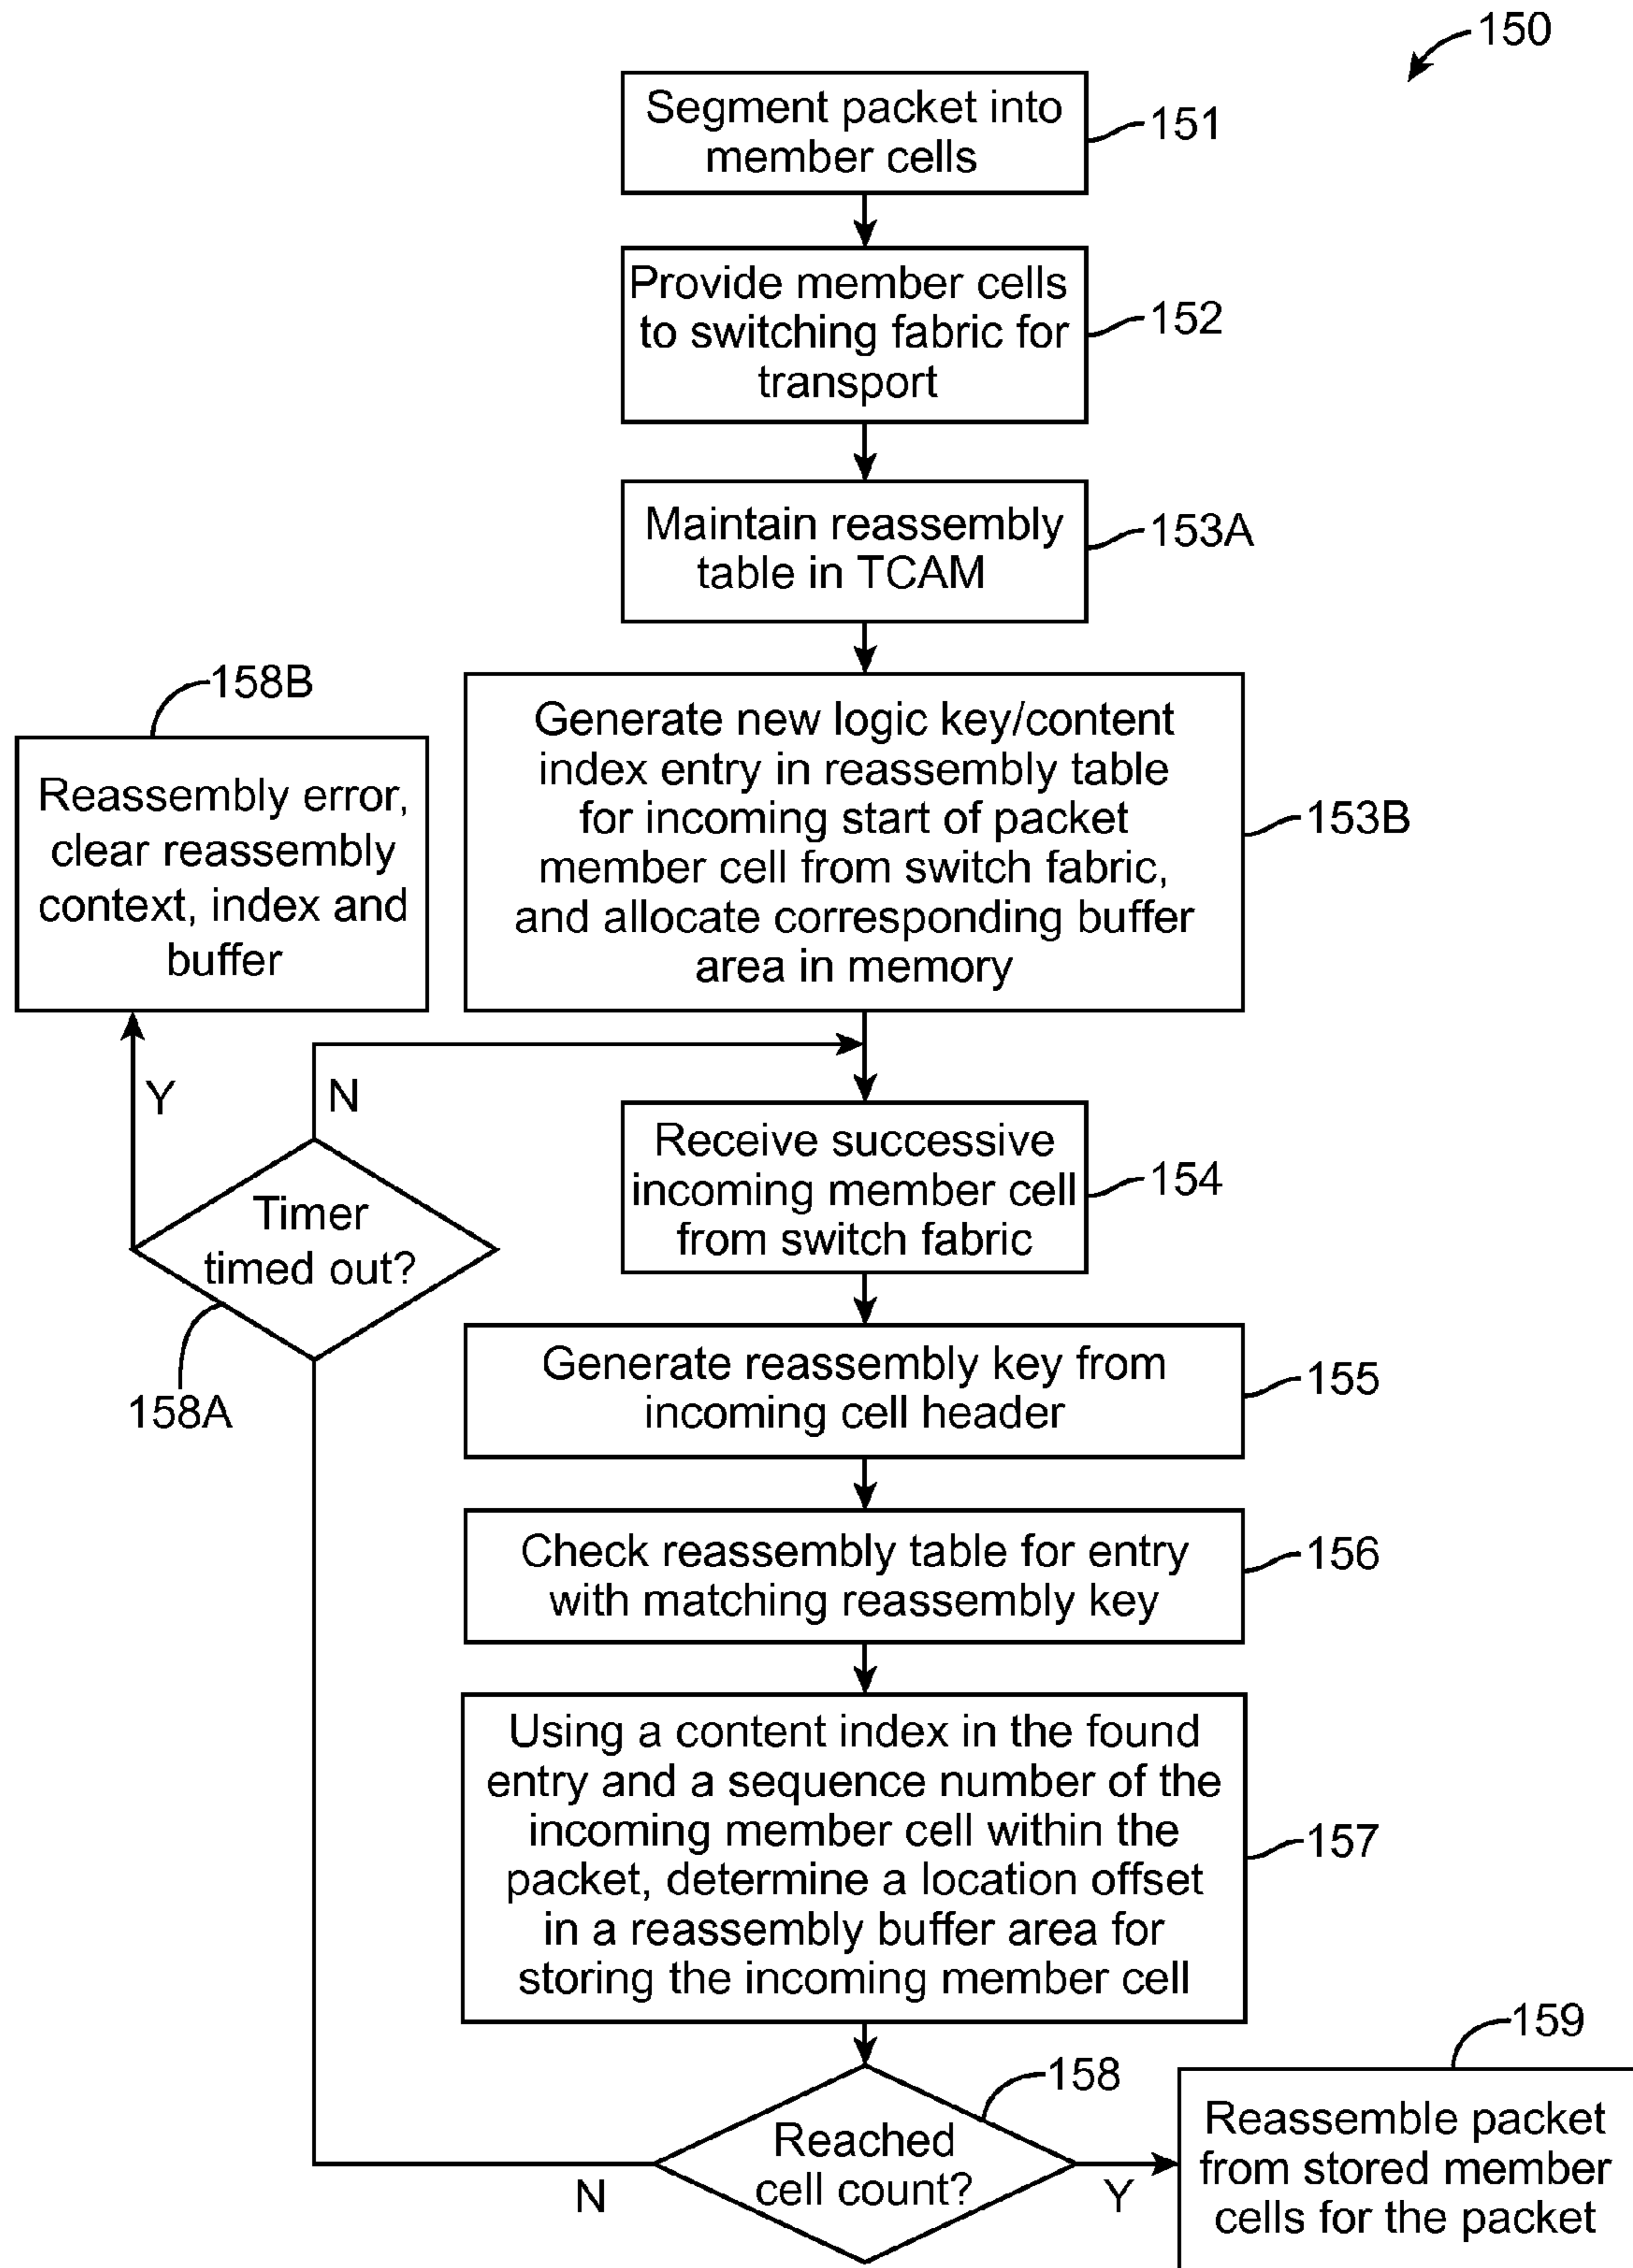 150
Segment packet into
member cells
151
Provide member cells
to switching fabric for
transport
152
Maintain reassembly
table in TCAM
153A
Generate new logic key/content
index entry in reassembly table
for incoming start of packet
member cell from switch fabric,
and allocate corresponding buffer
area in memory
153B
158B
Reassembly error,
clear reassembly
context, index and
buffer
Y
N
Timer
timed out?
158A
Receive successive
incoming member cell
from switch fabric
154
Generate reassembly key from
incoming cell header
155
Check reassembly table for entry
with matching reassembly key
156
Using a content index in the found
entry and a sequence number of the
incoming member cell within the
packet, determine a location offset
in a reassembly buffer area for
storing the incoming member cell
157
Reached
cell count?
158
N
Y
159
Reassemble packet
from stored member
cells for the packet